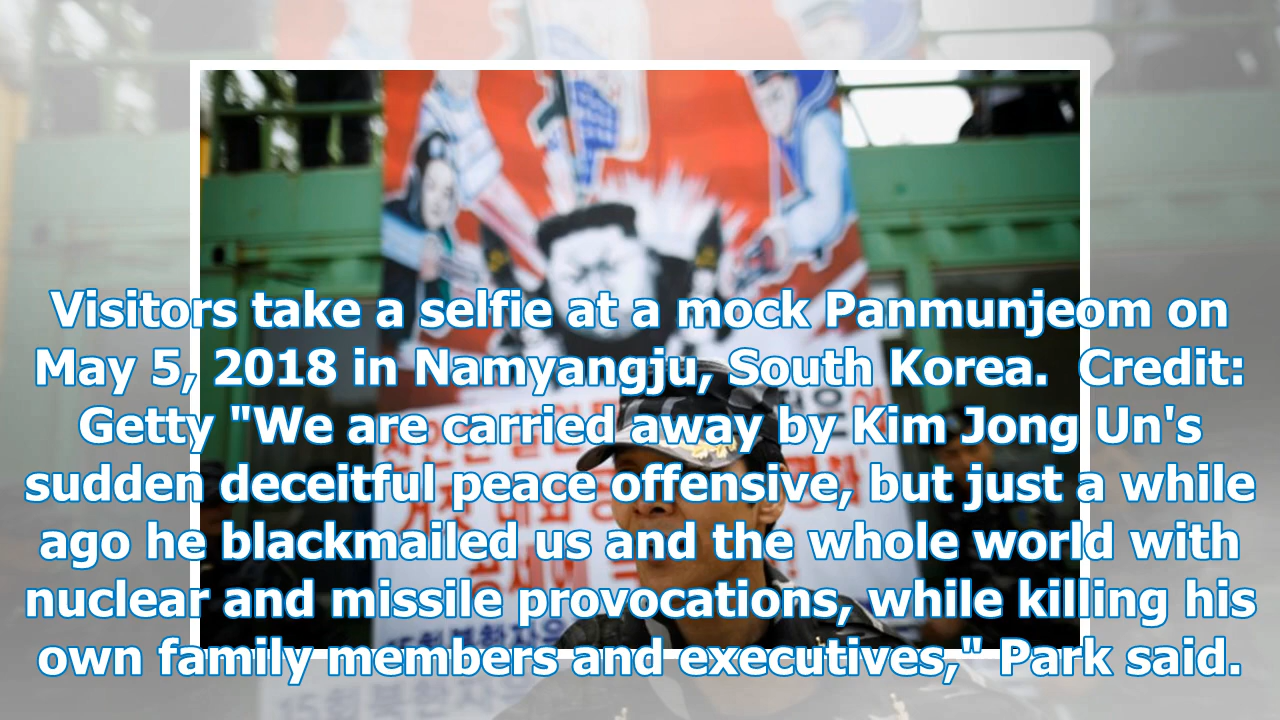 Visitors take a selfie at a mock Panmunjeom on
May 5, 2018 in Namyangju, South Korea. Credit:
Getty "We are carried away by Kim Jong Un's
sudden deceitful peace offensive, but just a while
ago he blackmailed us and the whole world with
nuclear and missile provocations, while killing his
own family members and executives," Park said.